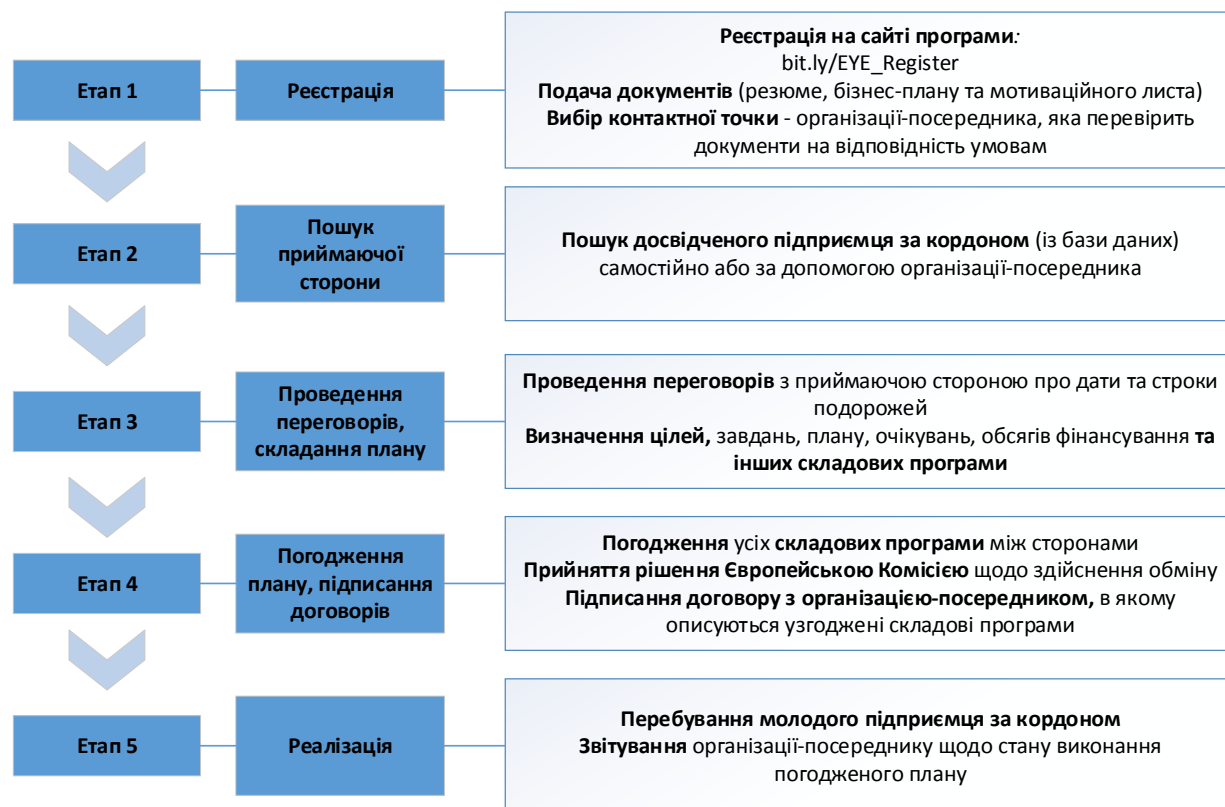 Етап 1
Реєстрація
Реєстрація на сайті програми:
bit.ly/EYE_Register
Подача документів (резюме, бізнес-плану та мотиваційного листа)
Вибір контактної точки - організації-посередника, яка перевірить
документи на відповідність умовам
Етап 2
Пошук
приймаючої
сторони
Пошук досвідченого підприємця за кордоном (із бази даних)
самостійно або за допомогою організації-посередника
Етап 3
Проведення
переговорів,
складання плану
Проведення переговорів з приймаючою стороною про дати та строки
подорожей
Визначення цілей, завдань, плану, очікувань, обсягів фінансування та
інших складових програми
Етап 4
Погодження
плану, підписання
договорів
Погодження усіх складових програми між сторонами
Прийняття рішення Європейською Комісією щодо здійснення обміну
Підписання договору з організацією-посередником, в якому
описуються узгоджені складові програми
Етап 5
Реалізація
Перебування молодого підприємця за кордоном
Звітування організації-посереднику щодо стану виконання
погодженого плану